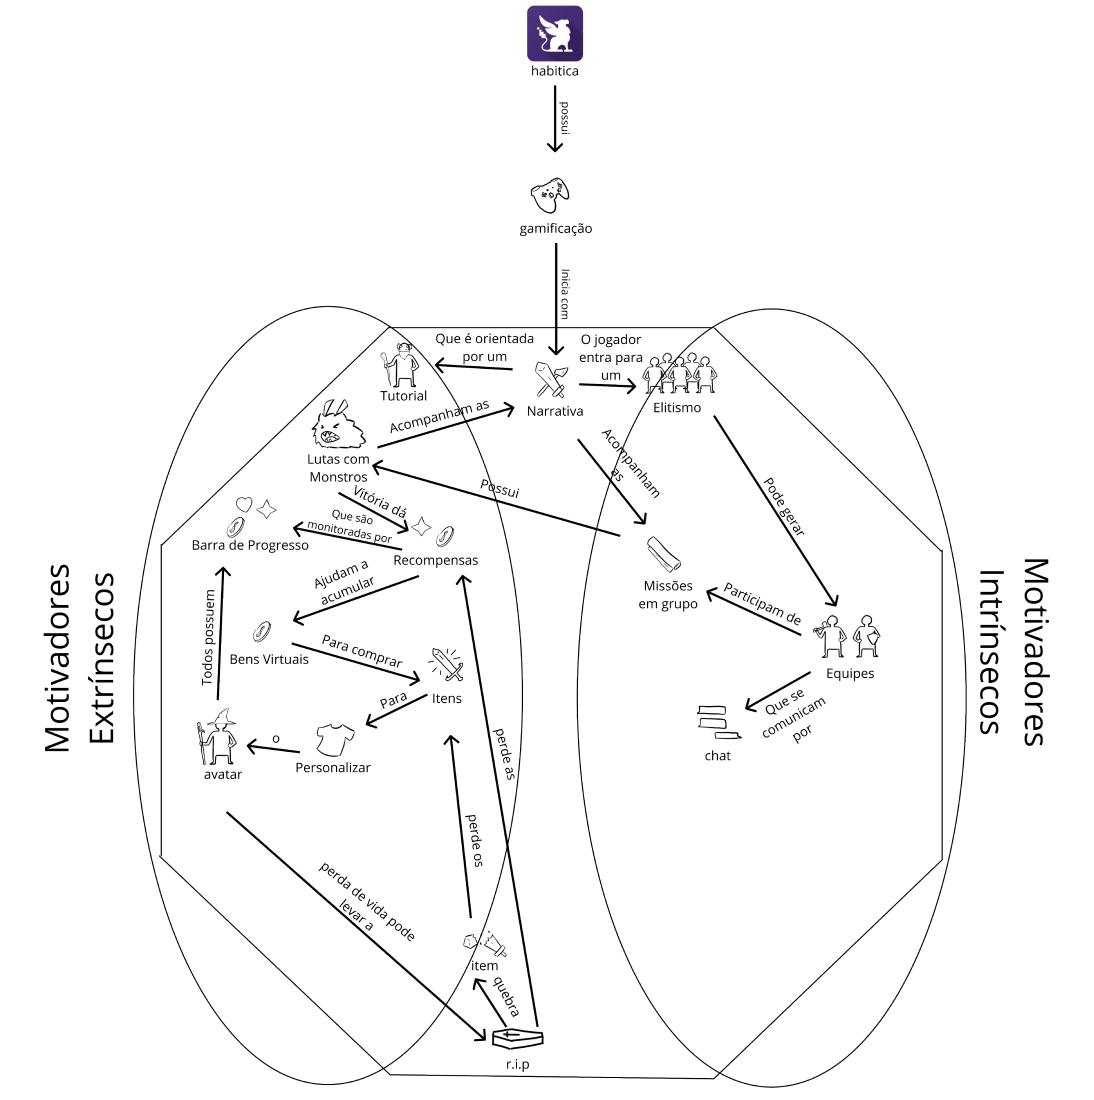 habitica
possui
gamificação
Inicia com
Que é orientada
por um
O jogador
entra para
um
Tutorial
Narrativa
Elitismo
Acompanham as
Lutas com
Monstros
Acompanham
as
Possui
Vitória dá
Que são
monitoradas por
Barra de Progresso
Recompensas
Pode gerar
Ajudam a
acumular
Missões
em grupo
Participam de
Todos possuem
Bens Virtuais
Para comprar
Itens
Equipes
Motivadores
Extrínsecos
Motivadores
Intrínsecos
Para
Que se
comunicam
por
o
Personalizar
avatar
chat
perde as
perde os
perda de vida pode
levar a
item
quebra
r.i.p